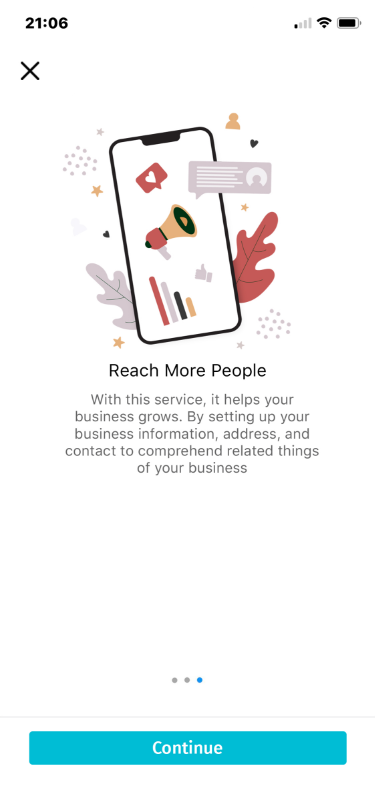 21:06
Reach More People
With this service, it helps your
business grows. By setting up your
business information, address, and
contact to comprehend related things
of your business
Continue